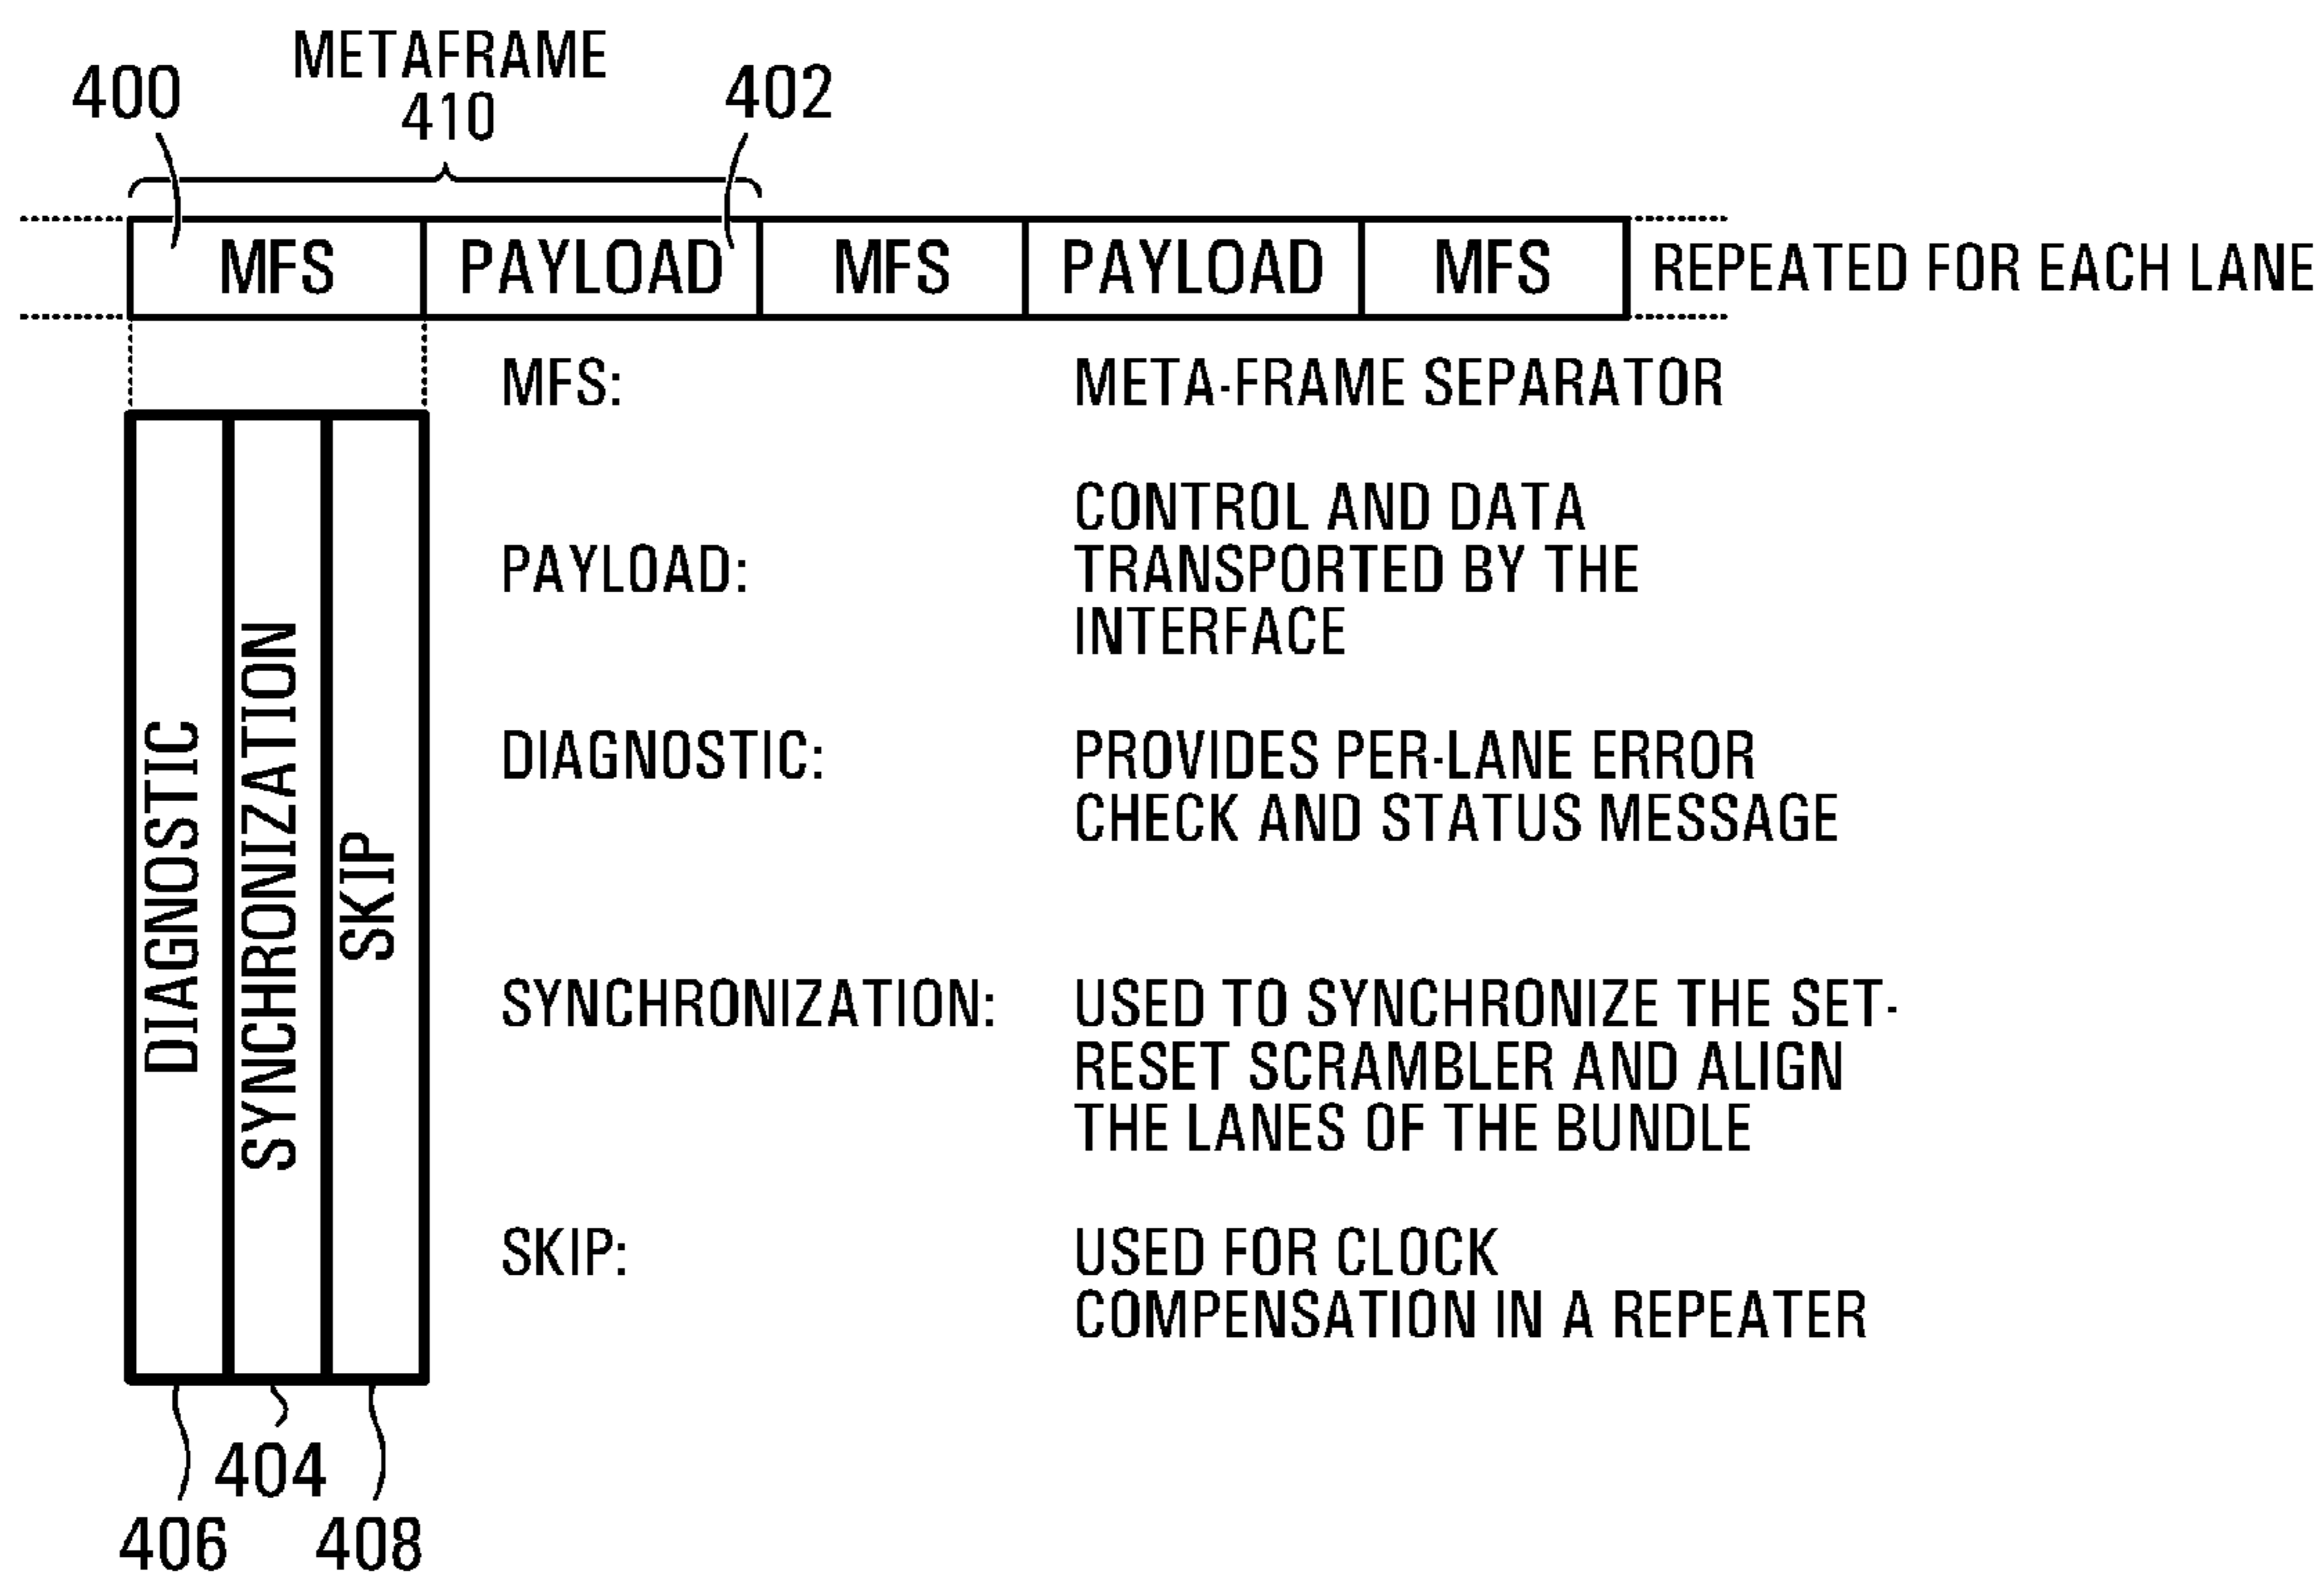 METAFRAME
400 410 402
MFS PAYLOAD MFS PAYLOAD MFS REPEATED FOR EACH LANE
MFS: META-FRAME SEPARATOR
PAYLOAD: CONTROL AND DATA
TRANSPORTED BY THE
INTERFACE
DIAGNOSTIC: PROVIDES PER-LANE ERROR
CHECK AND STATUS MESSAGE
SYNCHRONIZATION: USED TO SYNCHRONIZE THE SET-
RESET SCRAMBLER AND ALIGN
THE LANES OF THE BUNDLE
SKIP: USED FOR CLOCK
COMPENSATION IN A REPEATER
DIAGNOSTIC
SYNCHRONIZATION
SKIP
404
406 408